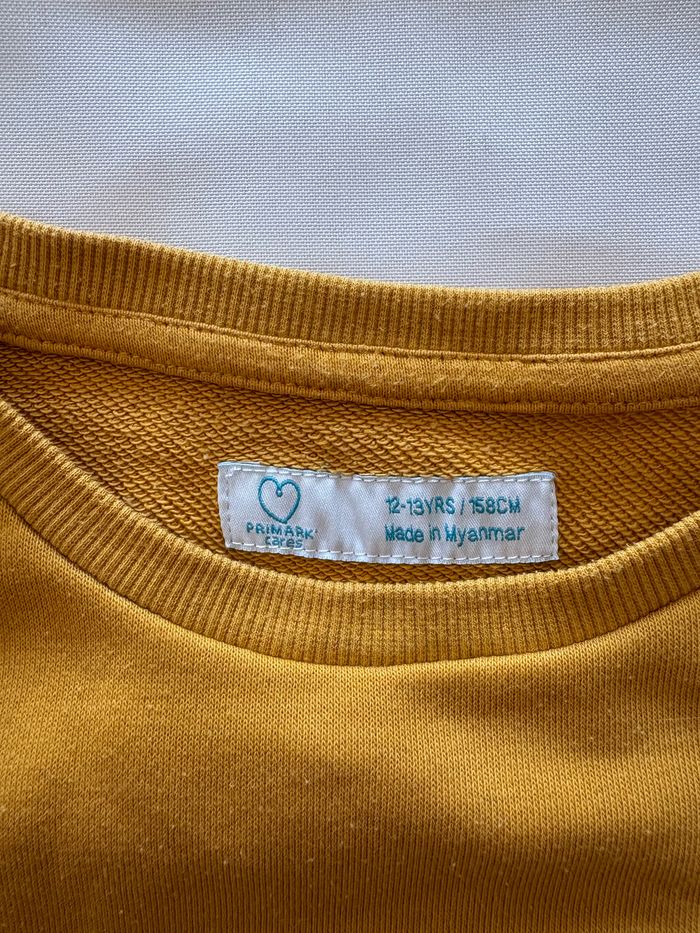 PRIMARK
cares
12-13YRS / 158CM
Made in Myanmar